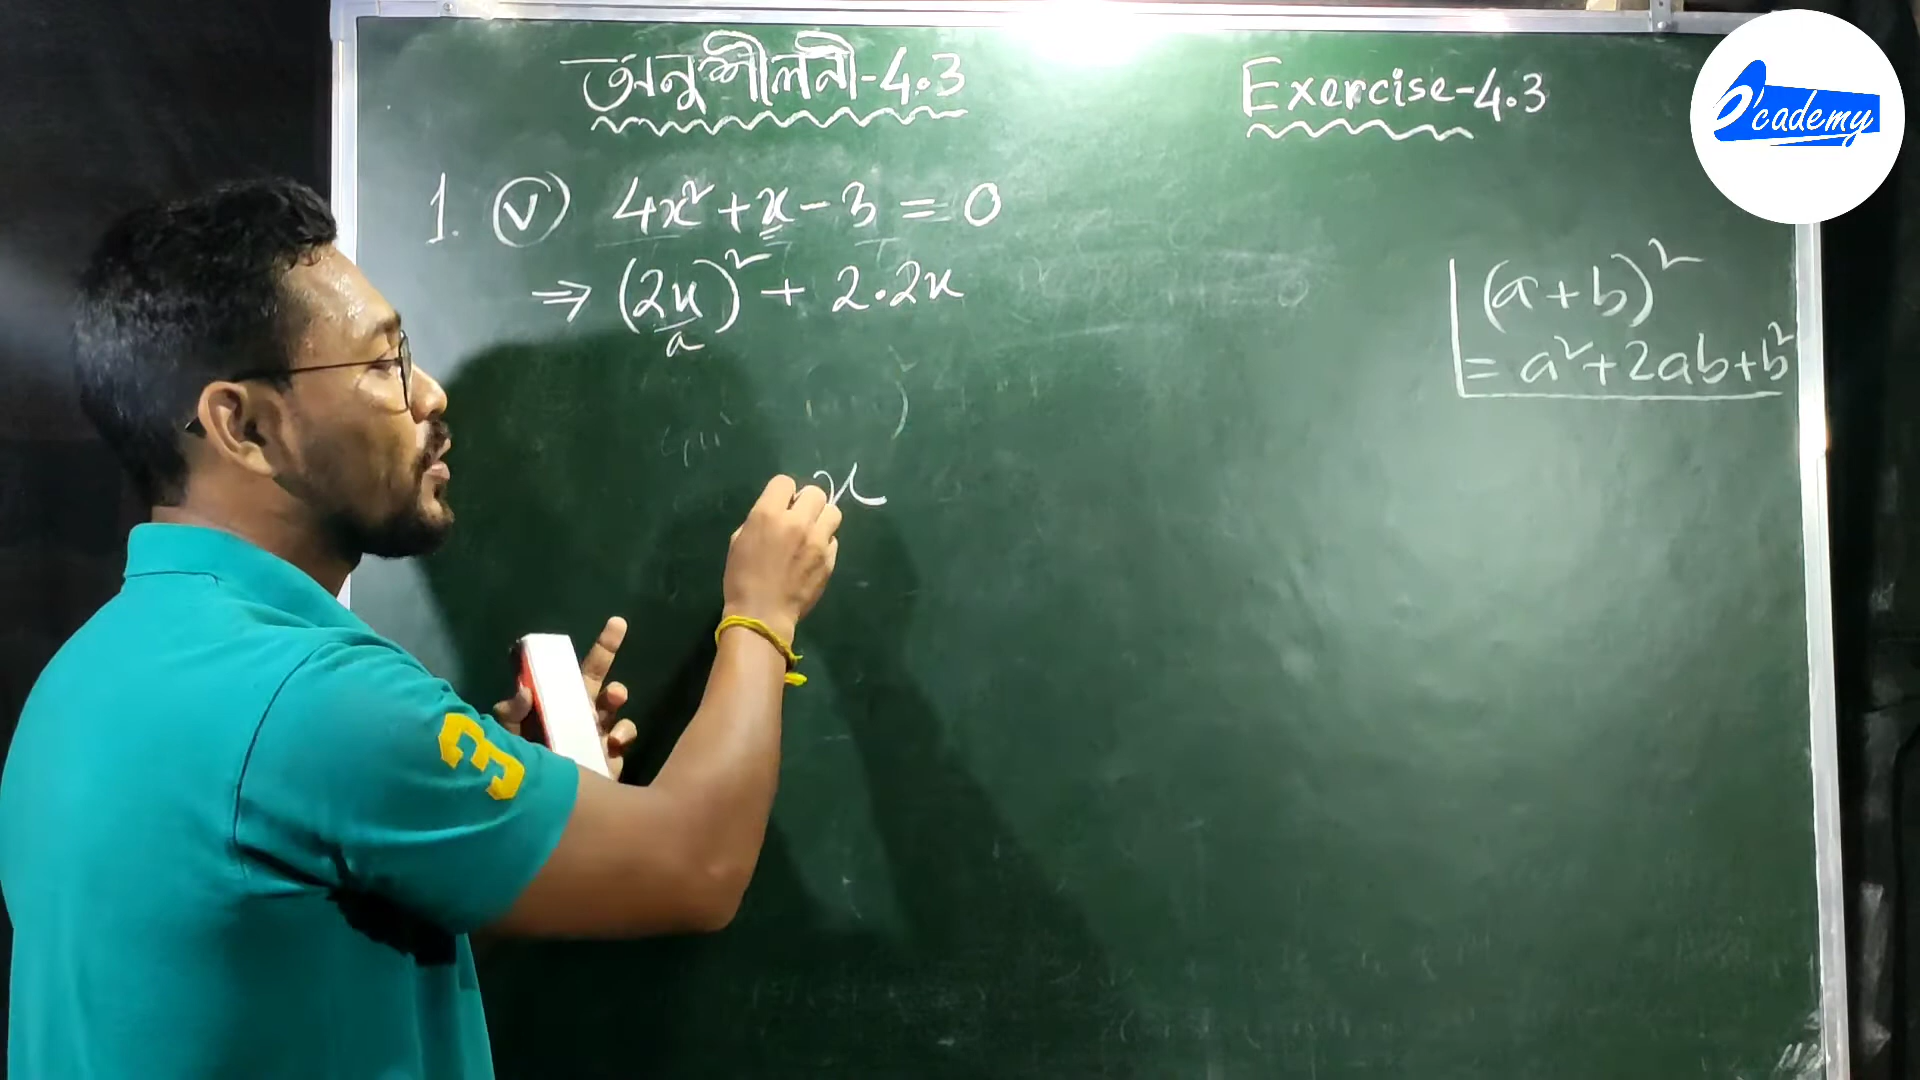 অনুশীলনী-4.3
Exercise-4.3
D'cademy
1. (v) 4x² + x - 3 = 0
⇒ (2x)² + 2.2x
a
x
(a+b)²
= a² + 2ab + b²
3